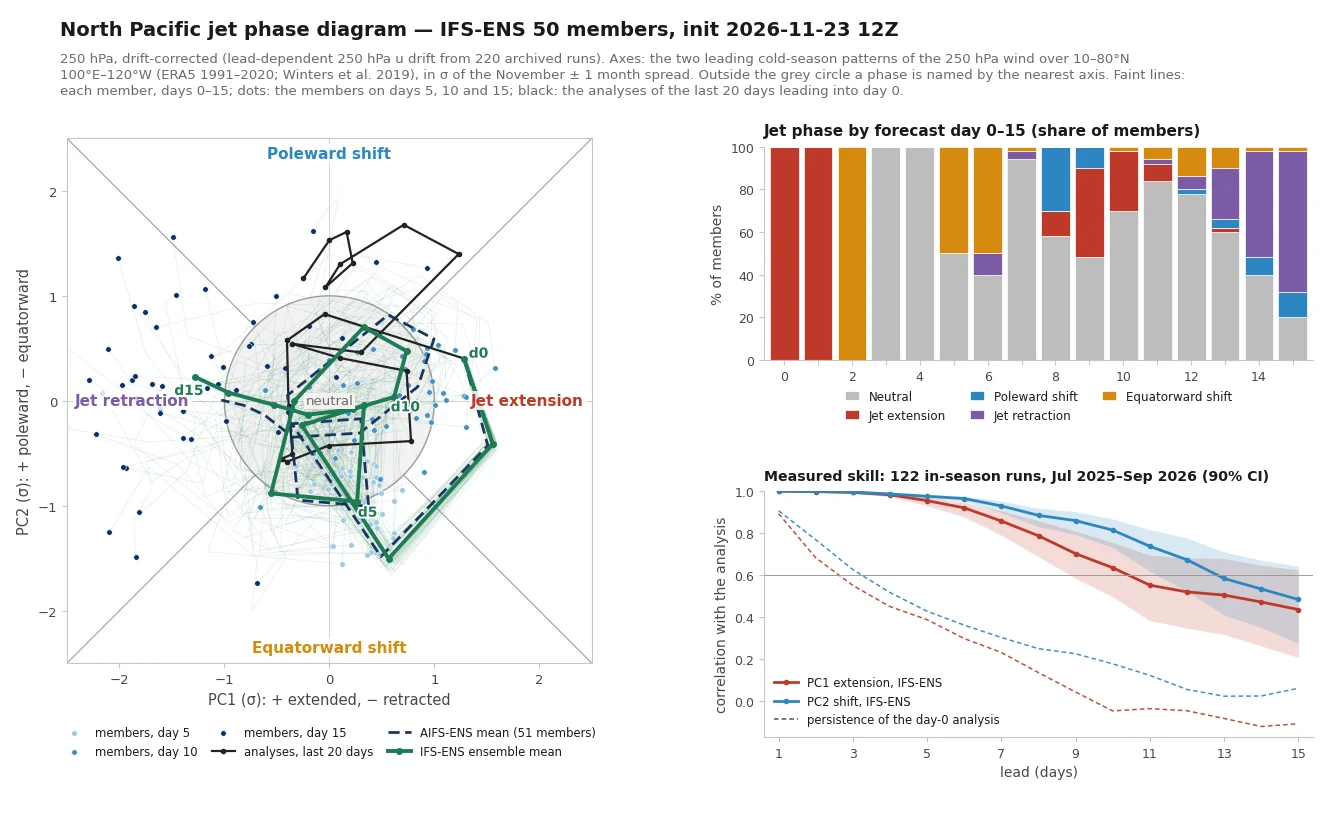 North Pacific jet phase diagram — IFS-ENS 50 members, init 2026-11-23 12Z
250 hPa, drift-corrected (lead-dependent 250 hPa u drift from 220 archived runs). Axes: the two leading cold-season patterns of the 250 hPa wind over 10–80°N
100°E–120°W (ERA5 1991–2020; Winters et al. 2019), in σ of the November ± 1 month spread. Outside the grey circle a phase is named by the nearest axis. Faint lines:
each member, days 0–15; dots: the members on days 5, 10 and 15; black: the analyses of the last 20 days leading into day 0.
Poleward shift
Jet retraction
Jet extension
Equatorward shift
neutral
d0
d5
d10
d15
2
1
0
−1
−2
−2
−1
0
1
2
PC2 (σ): + poleward, − equatorward
PC1 (σ): + extended, − retracted
members, day 5
members, day 10
members, day 15
analyses, last 20 days
AIFS-ENS mean (51 members)
IFS-ENS ensemble mean
Jet phase by forecast day 0–15 (share of members)
% of members
100
80
60
40
20
0
0
2
4
6
8
10
12
14
Neutral
Jet extension
Poleward shift
Jet retraction
Equatorward shift
Measured skill: 122 in-season runs, Jul 2025–Sep 2026 (90% CI)
correlation with the analysis
1.0
0.8
0.6
0.4
0.2
0.0
PC1 extension, IFS-ENS
PC2 shift, IFS-ENS
persistence of the day-0 analysis
1
3
5
7
9
11
13
15
lead (days)